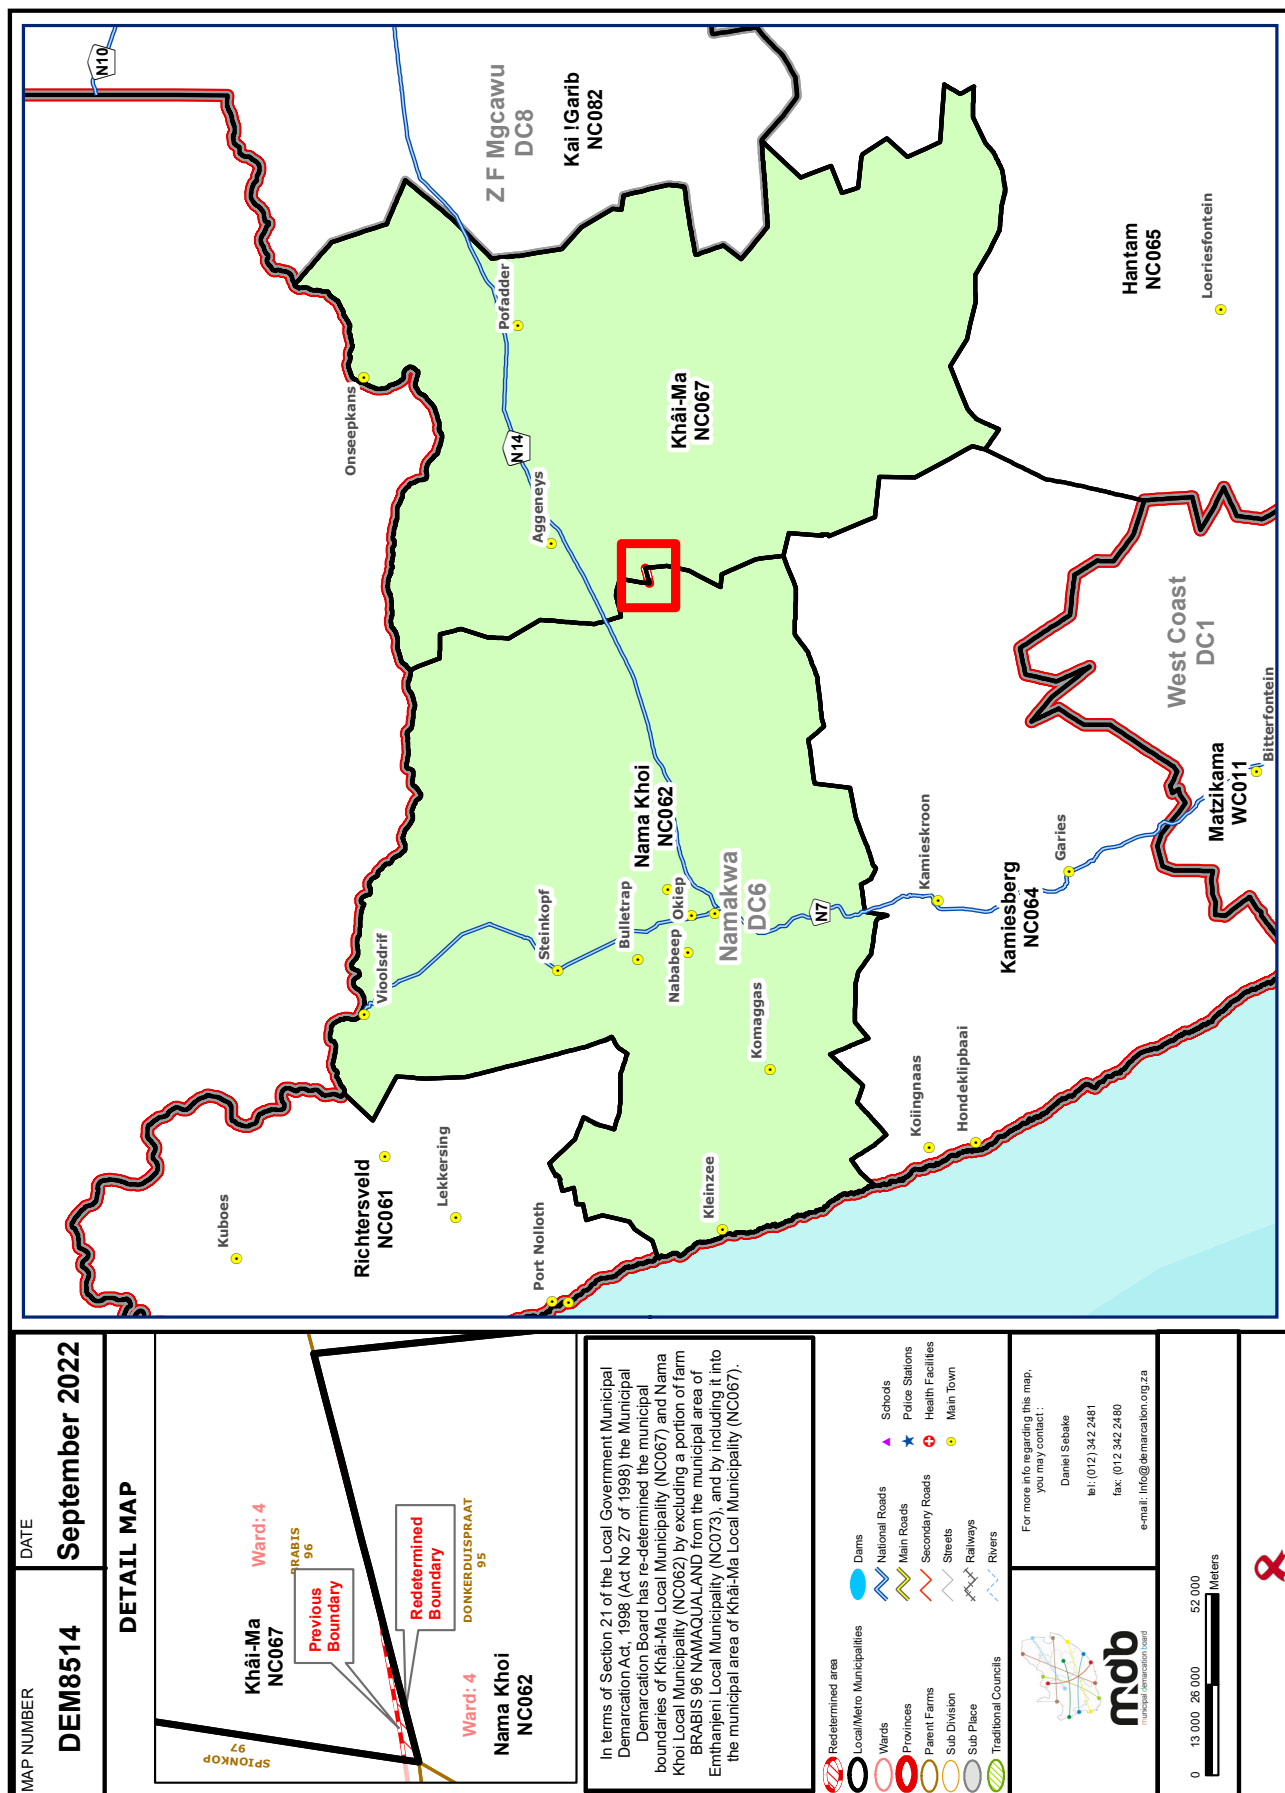 MAP NUMBER
DEM8514
DATE
September 2022
DETAIL MAP
Khâi-Ma
NC067
Ward: 4
BRABIS
96
Previous
Boundary
Redetermined
Boundary
DONKERDUISPRAAT
95
SPIONKOP
97
Ward: 4
Nama Khoi
NC062
In terms of Section 21 of the Local Government Municipal
Demarcation Act, 1998 (Act No 27 of 1998) the Municipal
Demarcation Board has re-determined the municipal
boundaries of Khâi-Ma Local Municipality (NC067) and Nama
Khoi Local Municipality (NC062) by excluding a portion of farm
BRABIS 96 NAMAQUALAND from the municipal area of
Emthanjeni Local Municipality (NC073), and by including it into
the municipal area of Khâi-Ma Local Municipality (NC067).
Redetermined area
Local/Metro Municipalities
Wards
Provinces
Parent Farms
Sub Division
Sub Place
Traditional Councils
Dams
National Roads
Main Roads
Secondary Roads
Streets
Railways
Rivers
Schools
Police Stations
Health Facilities
Main Town
mdb
municipal demarcation board
For more info regarding this map,
you may contact :
Daniel Sebake
tel: (012) 342 2481
fax: (012 342 2480
e-mail: Info@demarcation.org.za
0 13 000 26 000 52 000
Meters
&
N10
Z F Mgcawu
DC8
Kai !Garib
NC082
Onseepkans
Pofadder
N14
Aggeneys
Khâi-Ma
NC067
Hantam
NC065
Loeriesfontein
West Coast
DC1
Bitterfontein
Matzikama
WC011
Nama Khoi
NC062
Namakwa
DC6
Vioolsdrif
Steinkopf
Bulletrap
Okiep
Nababeep
Komaggas
N7
Kamieskroon
Garies
Kamiesberg
NC064
Koiingnaas
Hondeklipbaai
Kleinzee
Port Nolloth
Lekkersing
Richtersveld
NC061
Kuboes